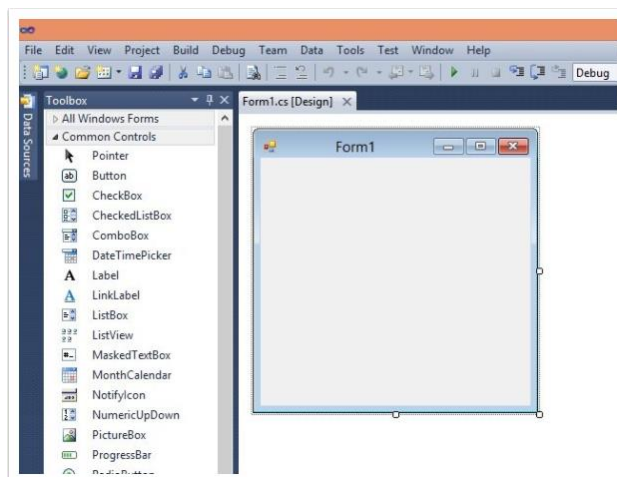 File Edit View Project Build Debug Team Data Tools Test Window Help
Debug
Data Sources
Toolbox
All Windows Forms
Common Controls
Pointer
Button
CheckBox
CheckedListBox
ComboBox
DateTimePicker
Label
LinkLabel
ListBox
ListView
MaskedTextBox
MonthCalendar
NotifyIcon
NumericUpDown
PictureBox
ProgressBar
RadioButton
Form1.cs [Design]
Form1